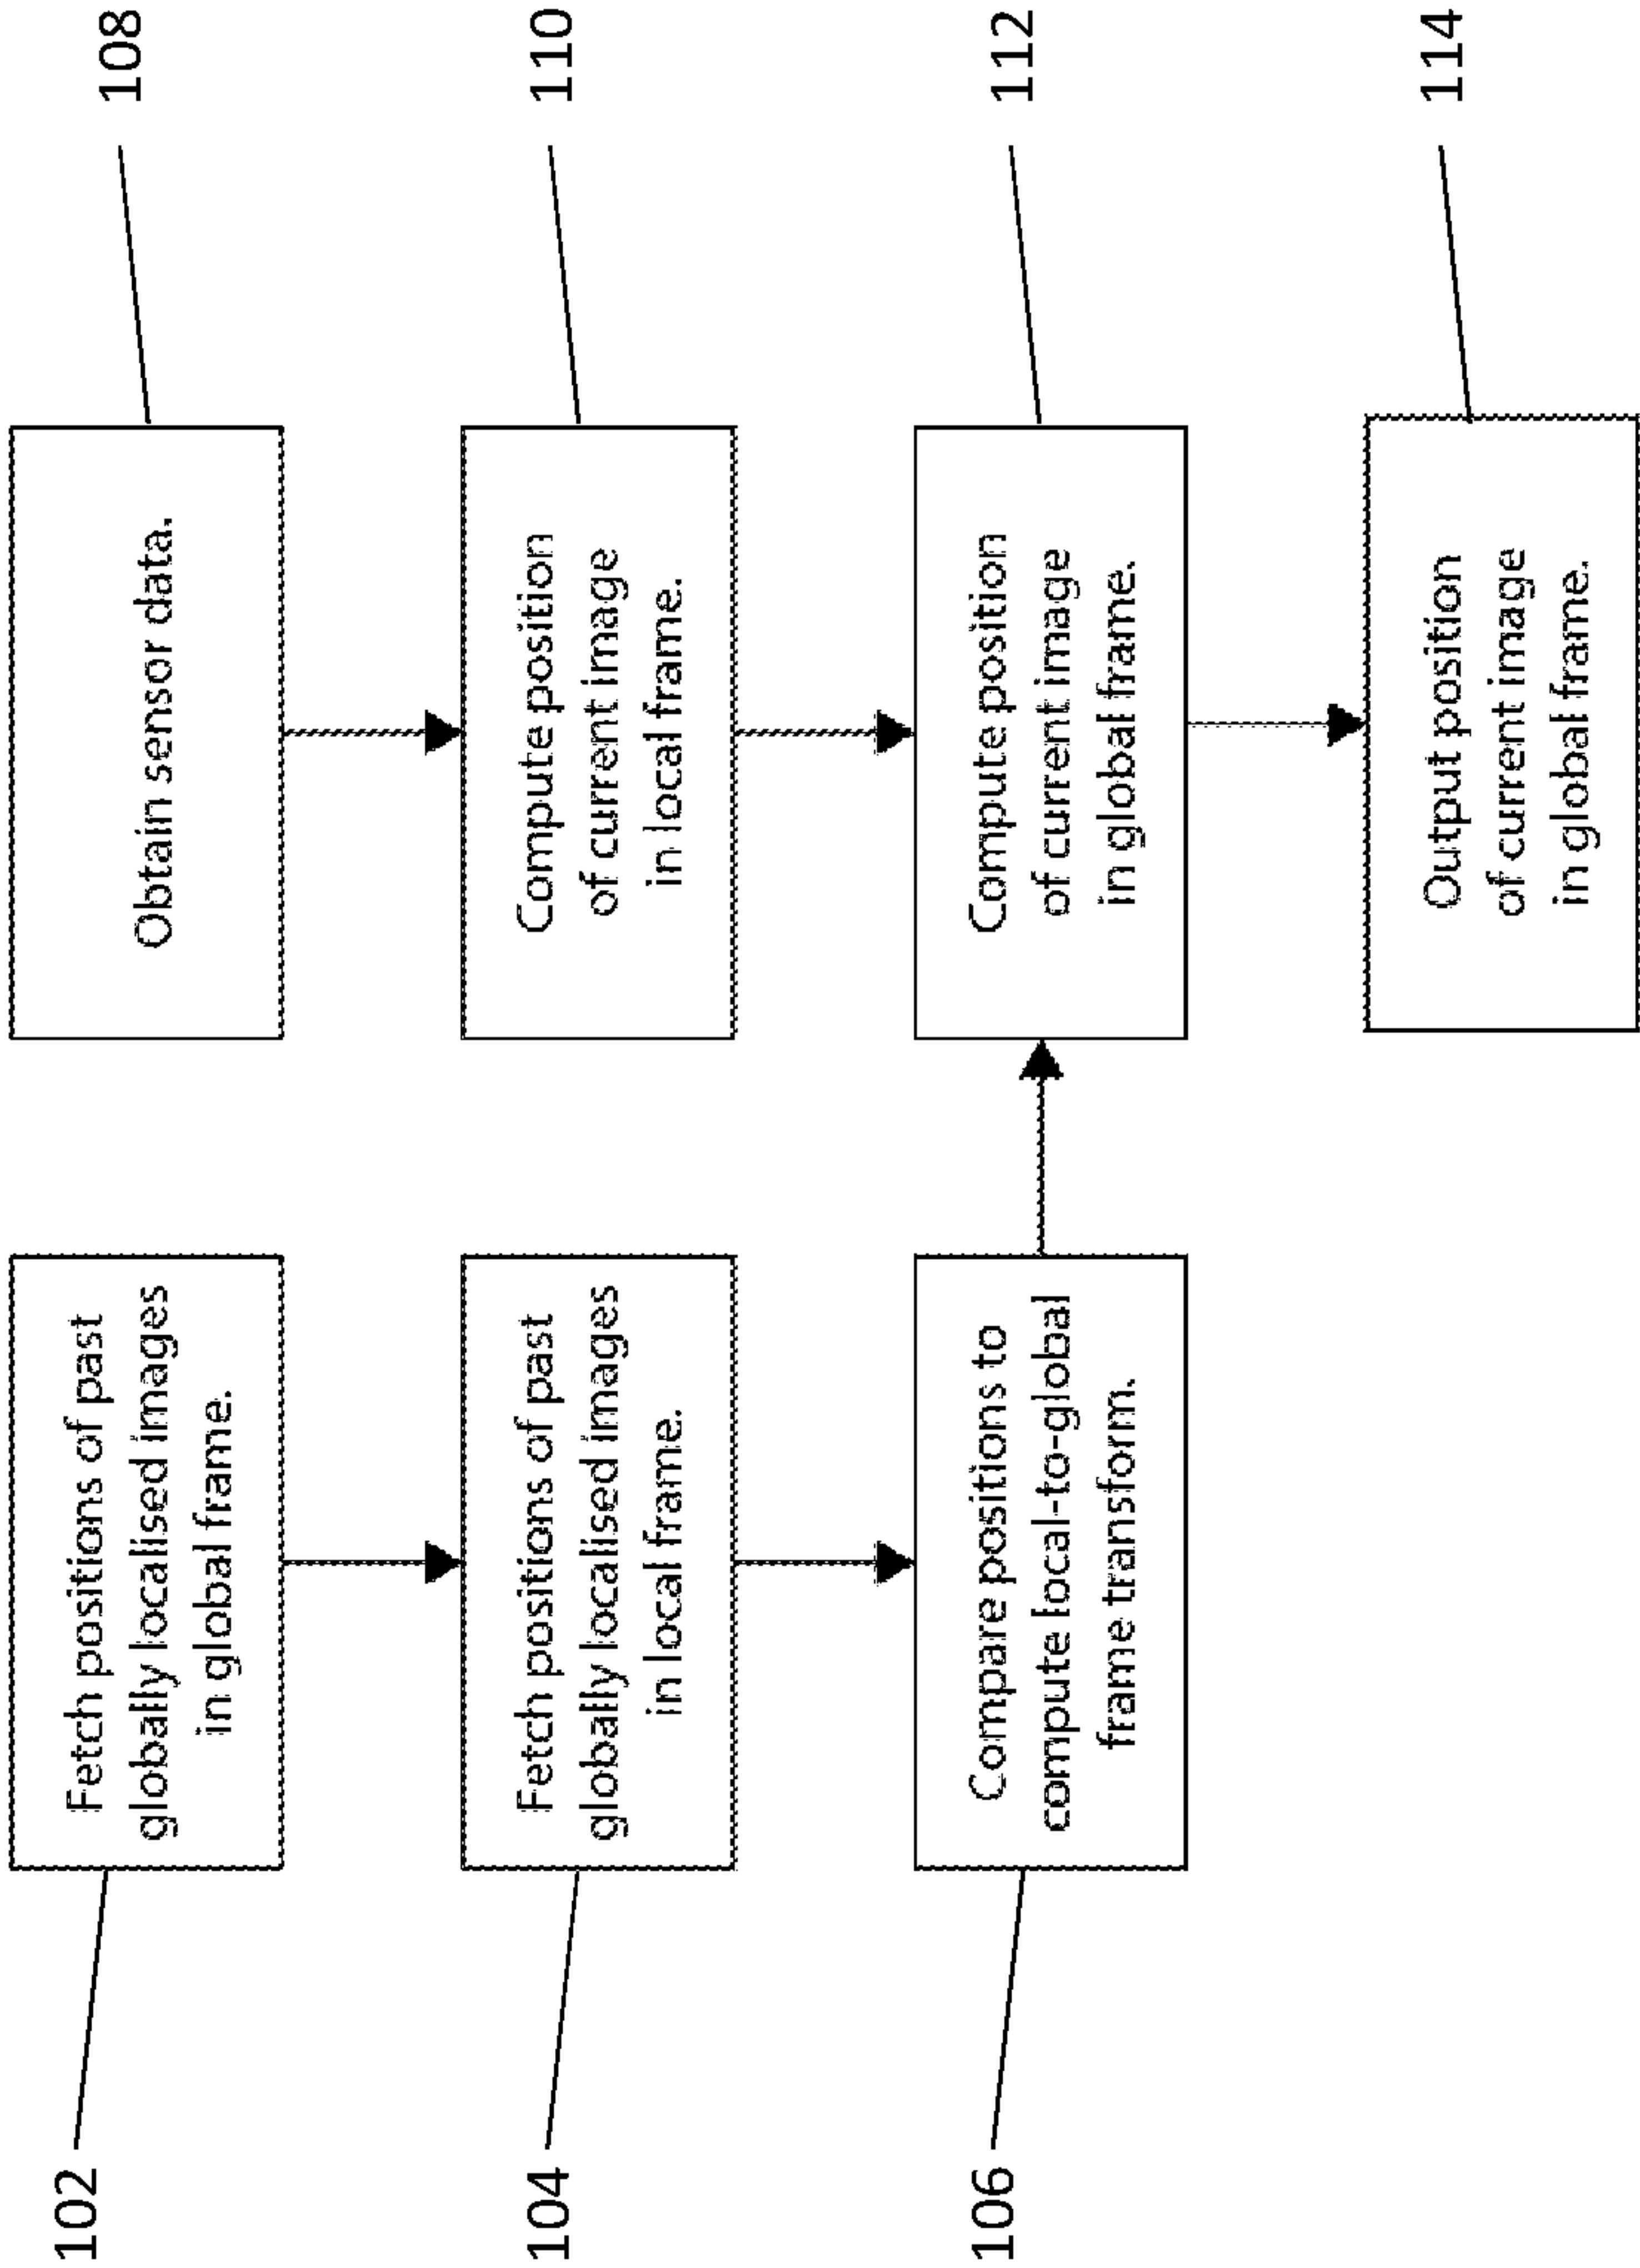 102
Fetch positions of past
globally localised images
in global frame.
104
Fetch positions of past
globally localised images
in local frame.
106
Compare positions to
compute local-to-global
frame transform.
108
Obtain sensor data.
110
Compute position
of current image
in local frame.
112
Compute position
of current image
in global frame.
114
Output position
of current image
in global frame.